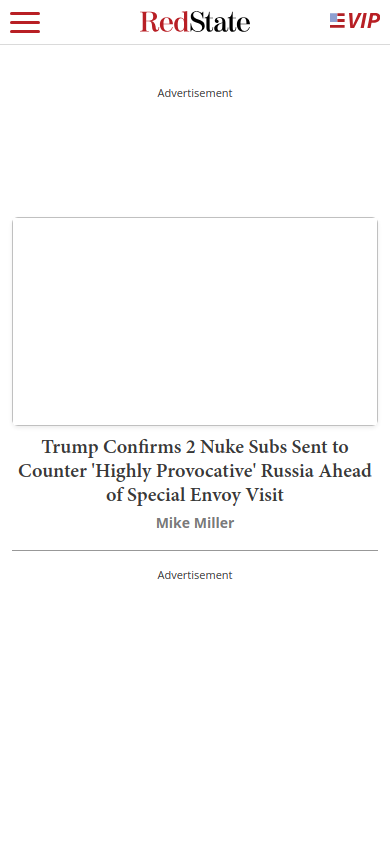 RedState
VIP
Advertisement
Trump Confirms 2 Nuke Subs Sent to
Counter 'Highly Provocative' Russia Ahead
of Special Envoy Visit
Mike Miller
Advertisement